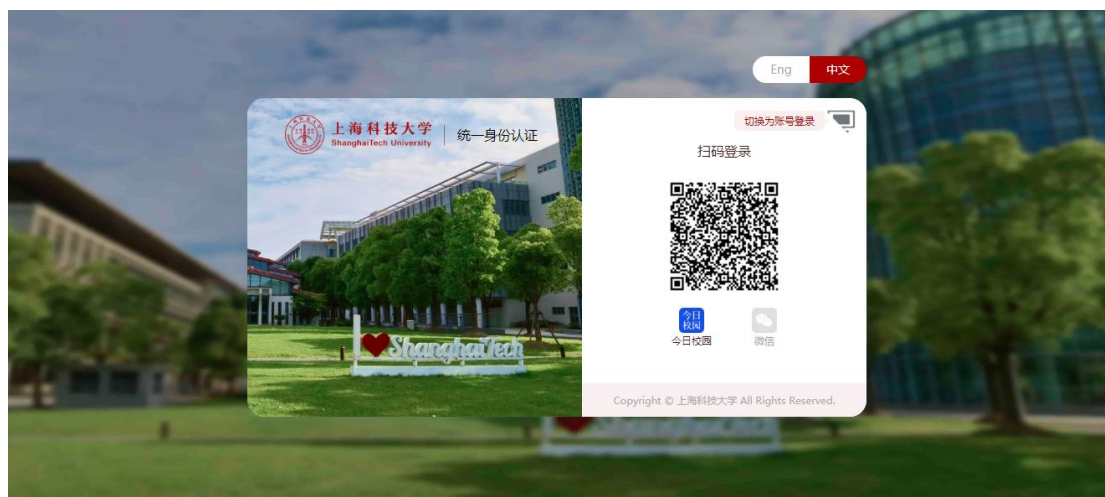 Eng 中文
上海科技大学
ShanghaiTech University
统一身份认证
切换为账号登录
扫码登录
今日
校园
今日校园
微信
ShanghaiTech
Copyright © 上海科技大学 All Rights Reserved.